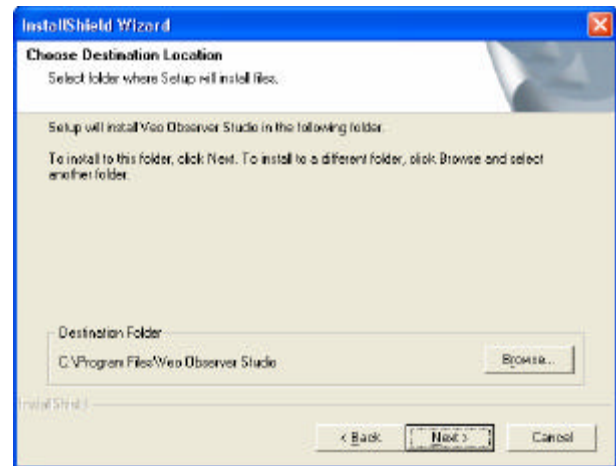 InstallShield Wizard
Choose Destination Location
Select folder where Setup will install files.
Setup will install Veo Observer Studio in the following folder.
To install to this folder, click Next. To install to a different folder, click Browse and select
another folder.
Destination Folder
C:\Program Files\Veo Observer Studio
Browse...
InstallShield
< Back
Next >
Cancel